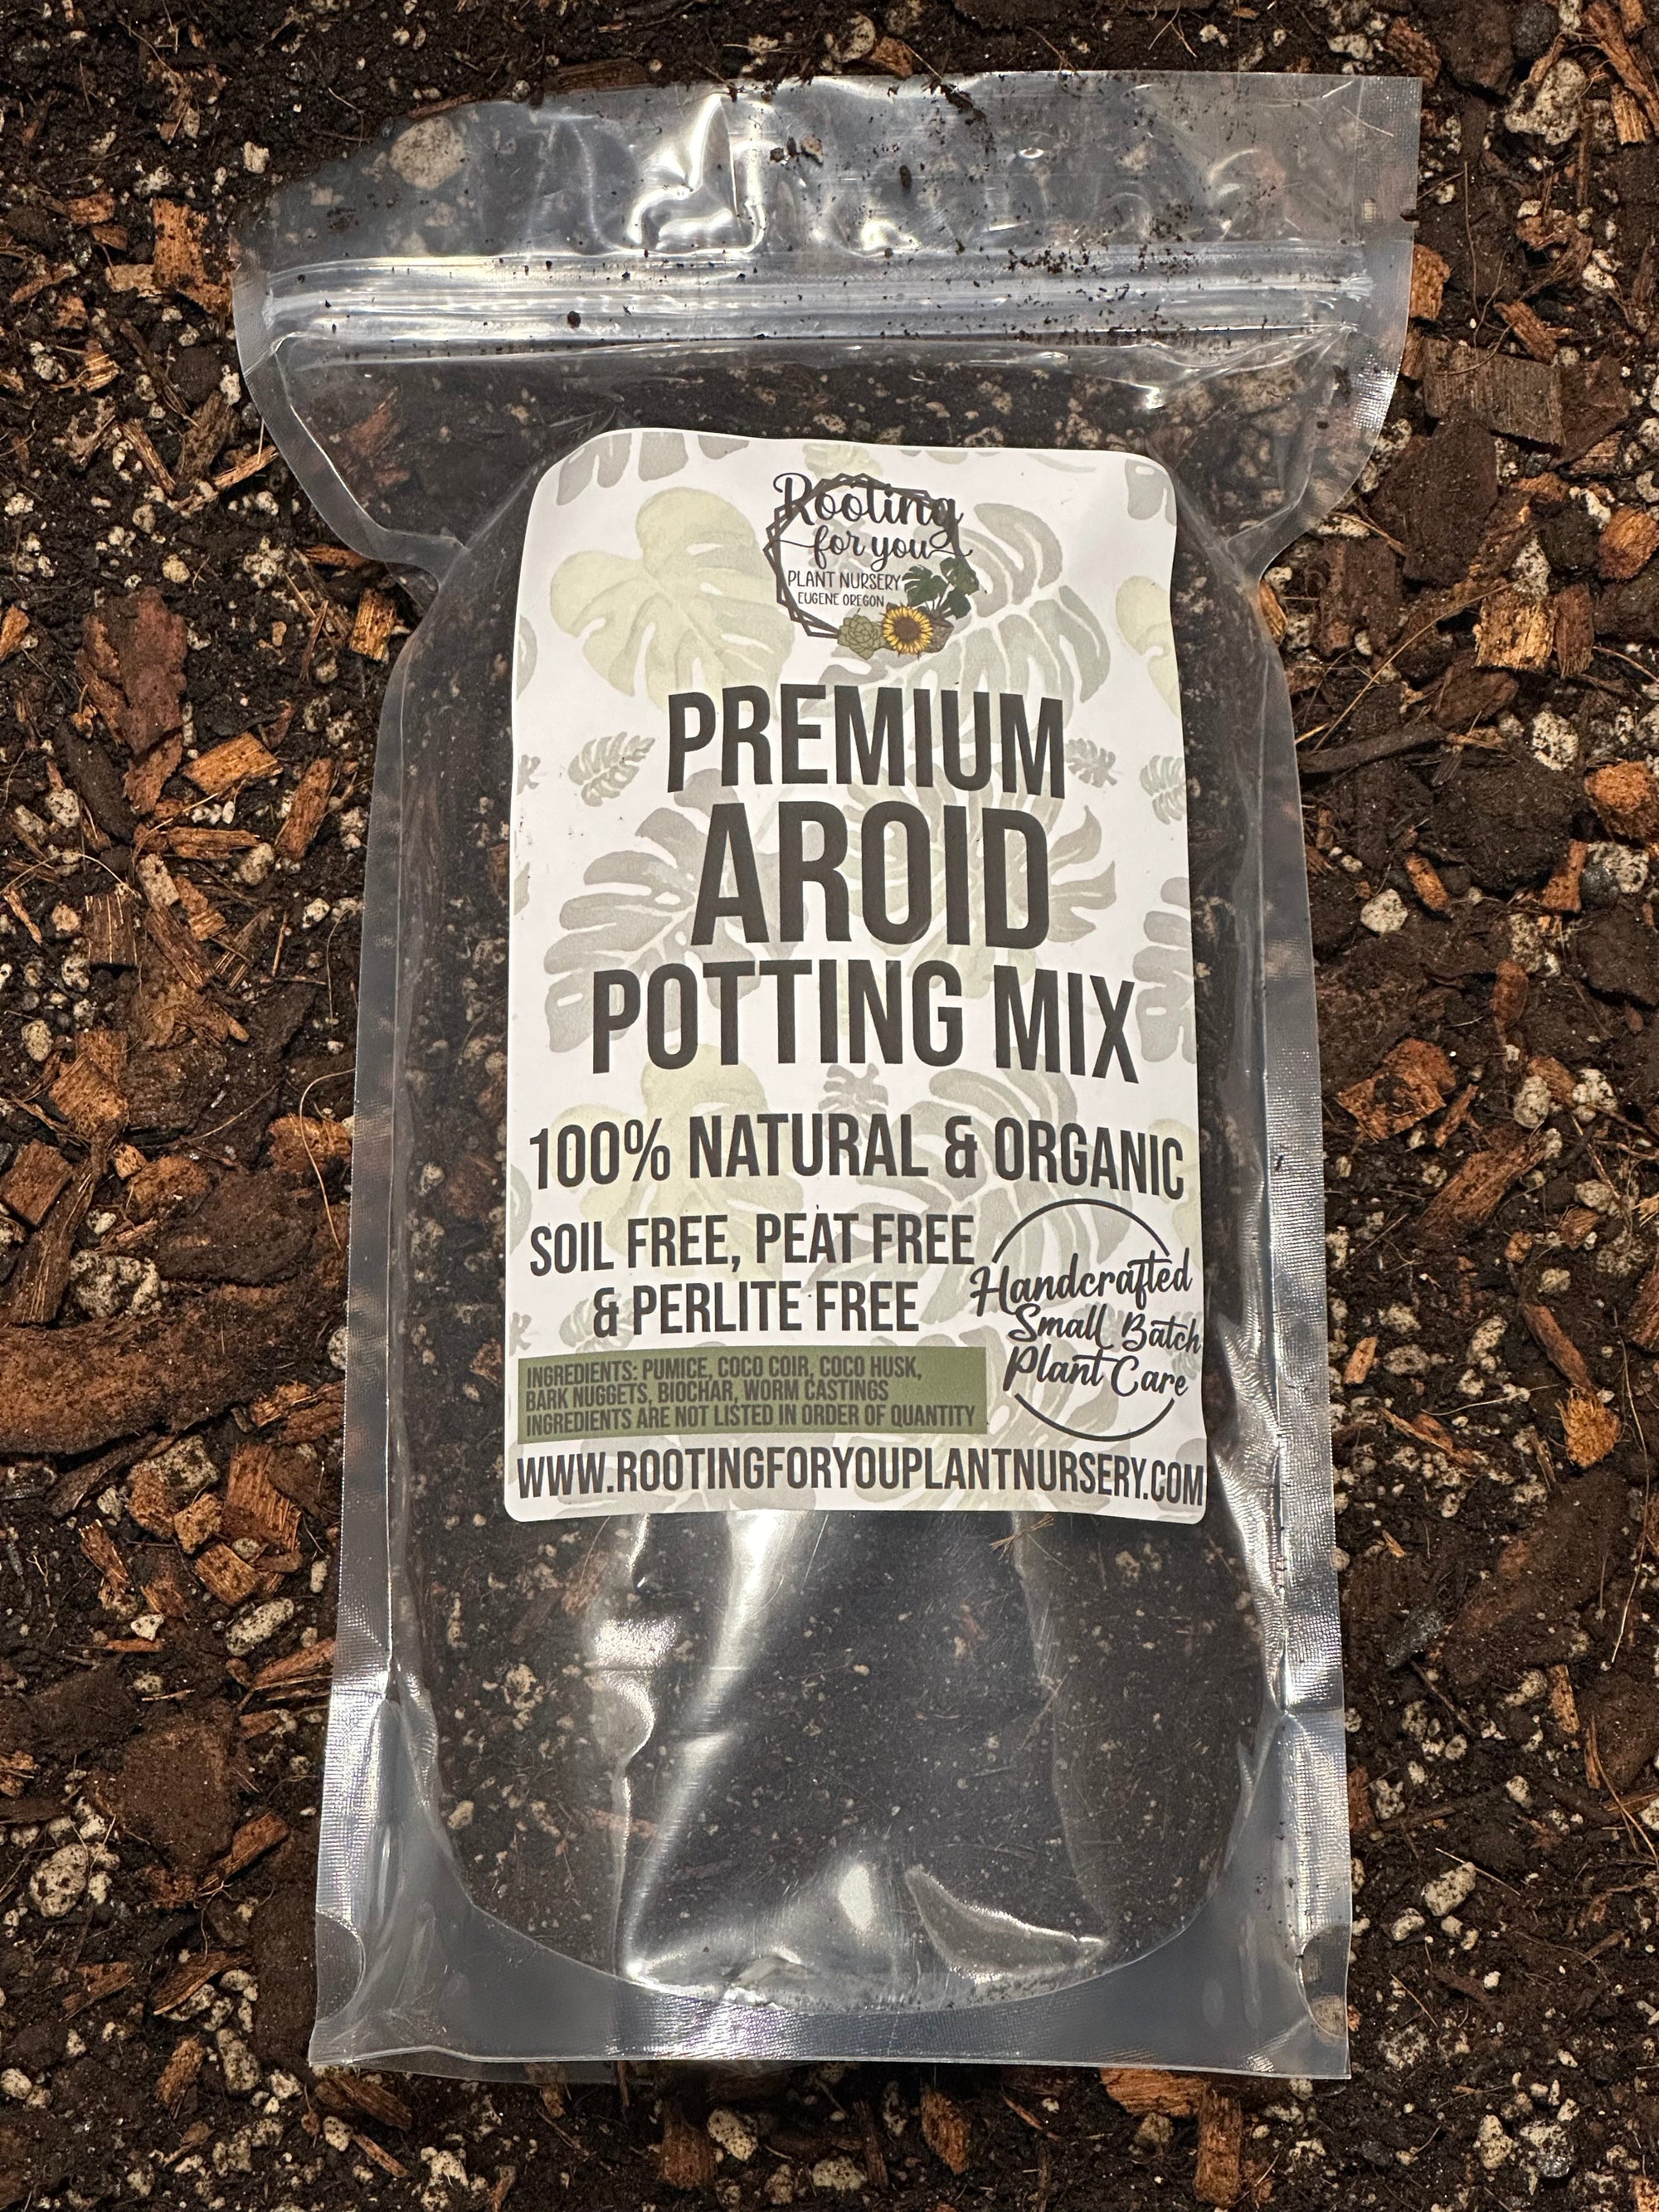 Rooting
for you
PLANT NURSERY
EUGENE OREGON
PREMIUM
AROID
POTTING MIX
100% NATURAL & ORGANIC
SOIL FREE, PEAT FREE
& PERLITE FREE
Handcrafted
Small Batch
Plant Care
INGREDIENTS: PUMICE, COCO COIR, COCO HUSK,
BARK NUGGETS, BIOCHAR, WORM CASTINGS
INGREDIENTS ARE NOT LISTED IN ORDER OF QUANTITY
WWW.ROOTINGFORYOUPLANTNURSERY.COM